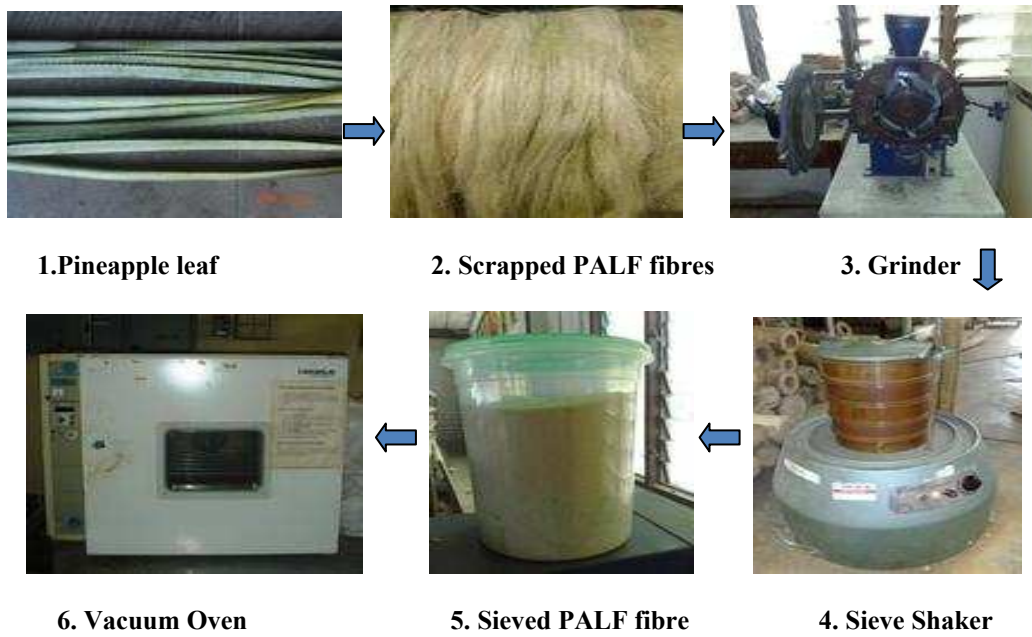 1.Pineapple leaf
2. Scrapped PALF fibres
3. Grinder
6. Vacuum Oven
5. Sieved PALF fibre
4. Sieve Shaker